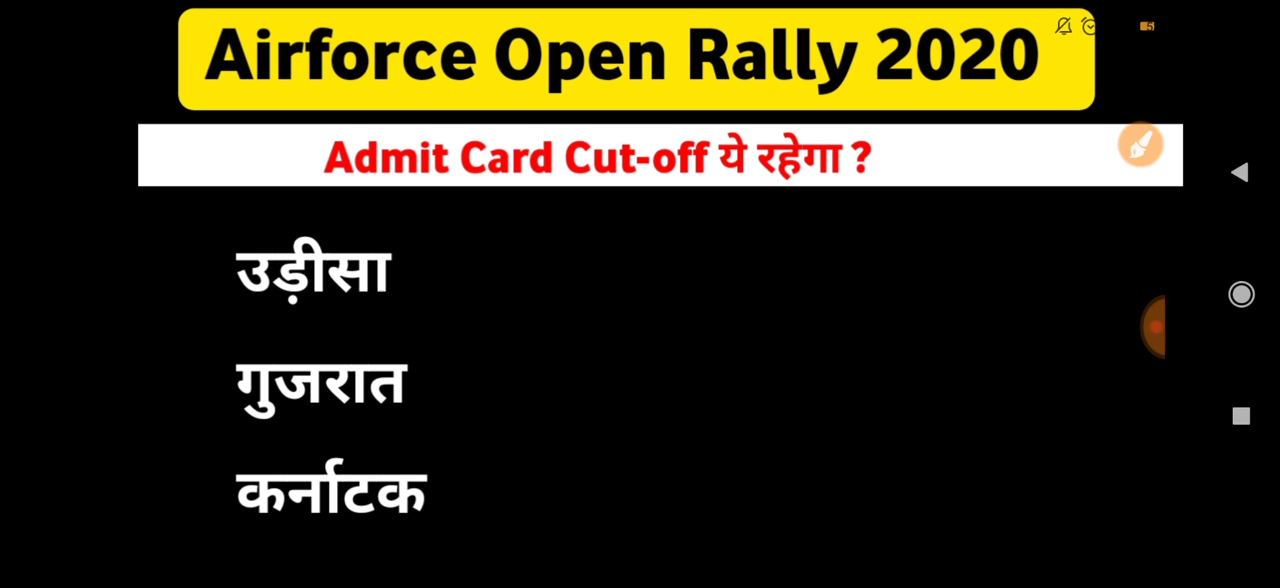 Airforce Open Rally 2020
Admit Card Cut-off ये रहेगा ?
उड़ीसा
गुजरात
कर्नाटक